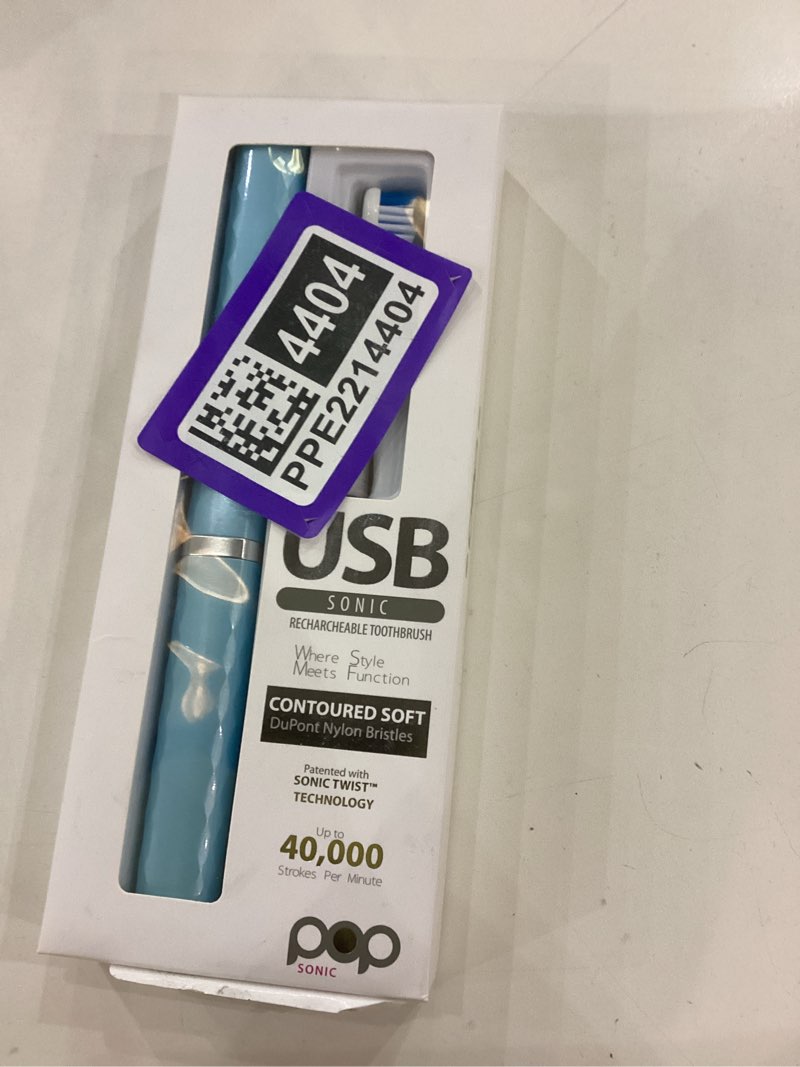 4404
PPE2214404
USB
SONIC
RECHARCHEABLE TOOTHBRUSH
Where Style
Meets Function
CONTOURED SOFT
DuPont Nylon Bristles
Patented with
SONIC TWIST™
TECHNOLOGY
Up to
40,000
Strokes Per Minute
pop
SONIC